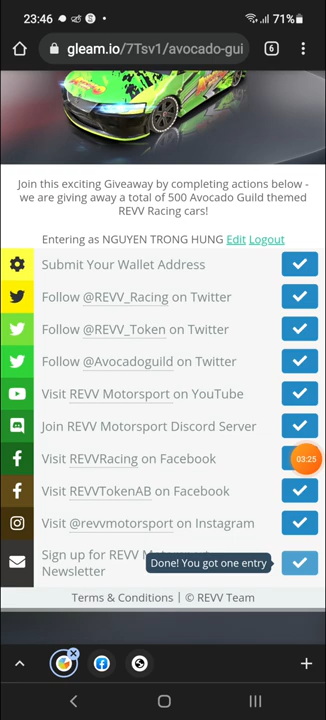 23:46
71%
gleam.io/7Tsv1/avocado-gui
6
Join this exciting Giveaway by completing actions below -
we are giving away a total of 500 Avocado Guild themed
REVV Racing cars!
Entering as NGUYEN TRONG HUNG Edit Logout
Submit Your Wallet Address
Follow @REVV_Racing on Twitter
Follow @REVV_Token on Twitter
Follow @Avocadoguild on Twitter
Visit REVV Motorsport on YouTube
Join REVV Motorsport Discord Server
Visit REVVRacing on Facebook
03:25
Visit REVVTokenAB on Facebook
Visit @revvmotorsport on Instagram
Sign up for REVV
Newsletter
Done! You got one entry
Terms & Conditions | © REVV Team